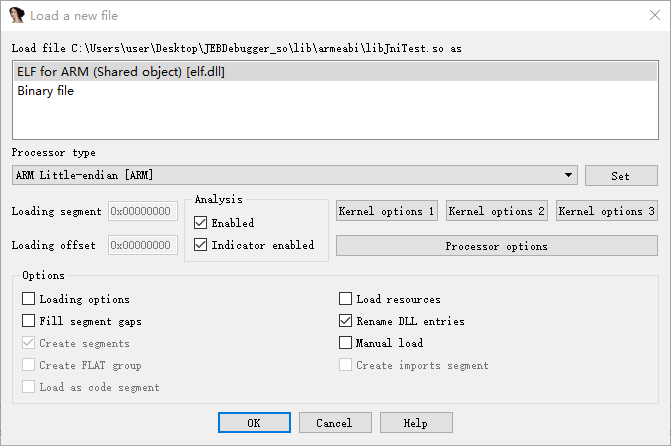 Load a new file
Load file C:\Users\user\Desktop\JEBDebugger_so\lib\armeabi\libJniTest.so as
ELF for ARM (Shared object) [elf.dll]
Binary file
Processor type
ARM Little-endian [ARM]
Set
Loading segment 0x00000000
Loading offset 0x00000000
Analysis
Enabled
Indicator enabled
Kernel options 1
Kernel options 2
Kernel options 3
Processor options
Options
Loading options
Fill segment gaps
Create segments
Create FLAT group
Load as code segment
Load resources
Rename DLL entries
Manual load
Create imports segment
OK
Cancel
Help